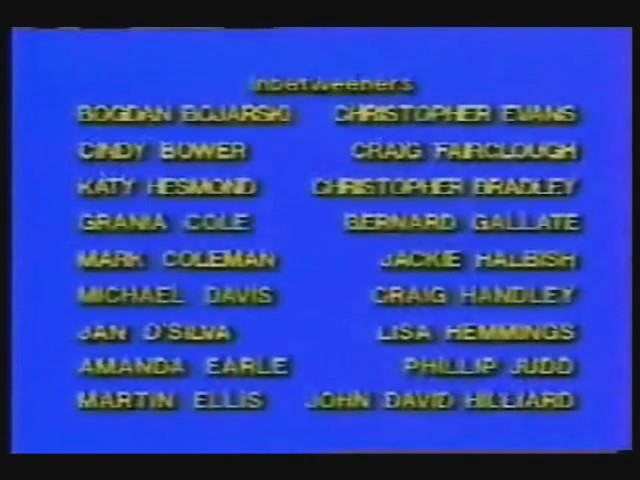 Inbetweeners
BOGDAN BOJARSKI CHRISTOPHER EVANS
CINDY BOWER CRAIG FAIRCLOUGH
KATY HESMOND CHRISTOPHER BRADLEY
GRANIA COLE BERNARD GALLATE
MARK COLEMAN JACKIE HALBISH
MICHAEL DAVIS CRAIG HANDLEY
JAN D'SILVA LISA HEMMINGS
AMANDA EARLE PHILLIP JUDD
MARTIN ELLIS JOHN DAVID HILLIARD